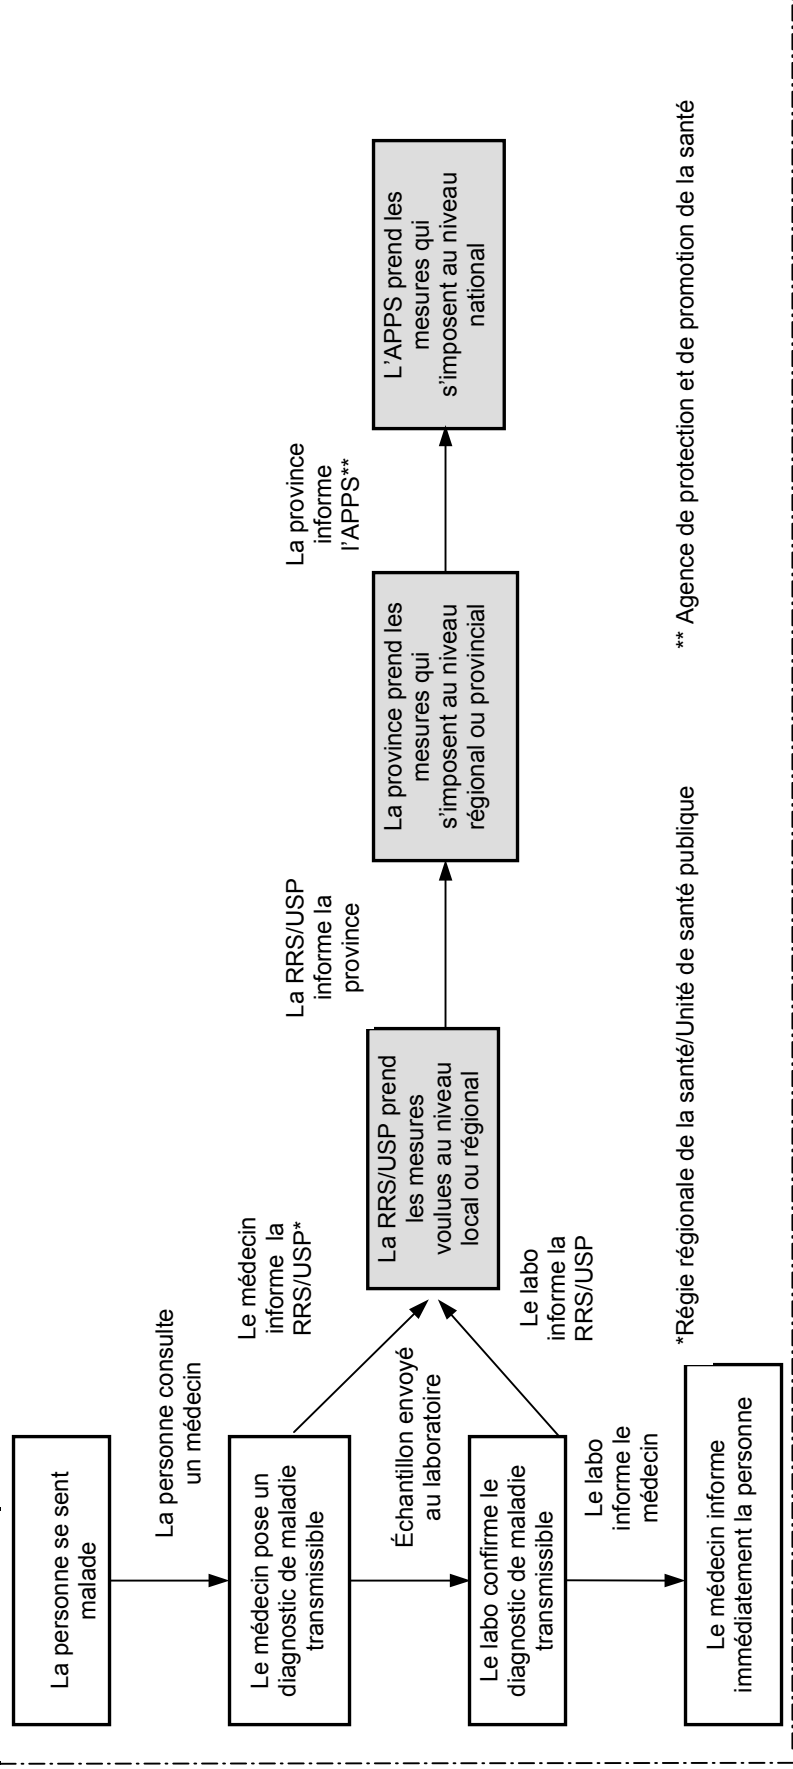 La personne se sent
malade
La personne consulte
un médecin
Le médecin pose un
diagnostic de maladie
transmissible
Le médecin
informe la
RRS/USP*
Échantillon envoyé
au laboratoire
Le labo confirme le
diagnostic de maladie
transmissible
Le labo
informe la
RRS/USP
Le labo
informe le
médecin
Le médecin informe
immédiatement la personne
La RRS/USP prend
les mesures
voulues au niveau
local ou régional
La RRS/USP
informe la
province
La province prend les
mesures qui
s'imposent au niveau
régional ou provincial
La province
informe
l'APPS**
L'APPS prend les
mesures qui
s'imposent au niveau
national
*Régie régionale de la santé/Unité de santé publique
** Agence de protection et de promotion de la santé